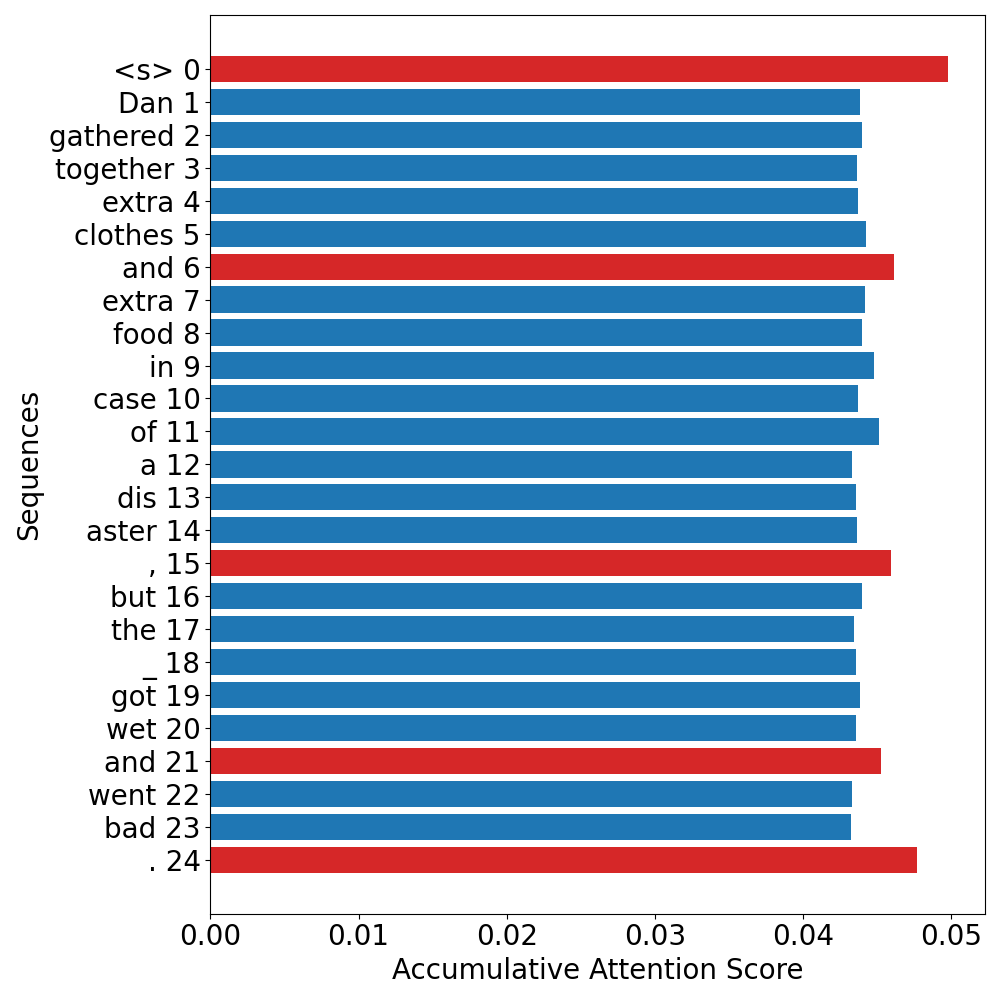 <s> 0
Dan 1
gathered 2
together 3
extra 4
clothes 5
and 6
extra 7
food 8
in 9
case 10
of 11
a 12
dis 13
aster 14
, 15
but 16
the 17
_ 18
got 19
wet 20
and 21
went 22
bad 23
. 24
Sequences
0.00 0.01 0.02 0.03 0.04 0.05
Accumulative Attention Score